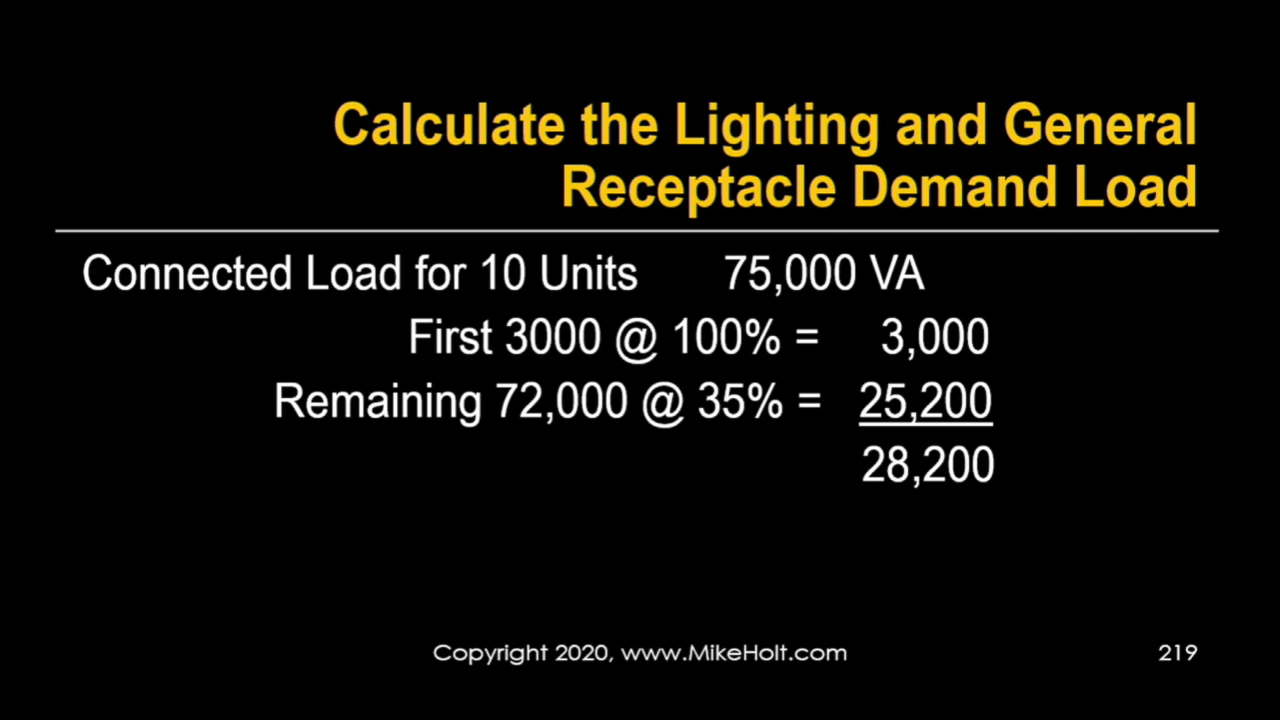 Calculate the Lighting and General
Receptacle Demand Load
Connected Load for 10 Units 75,000 VA
First 3000 @ 100% = 3,000
Remaining 72,000 @ 35% = 25,200
28,200
Copyright 2020, www.MikeHolt.com 219